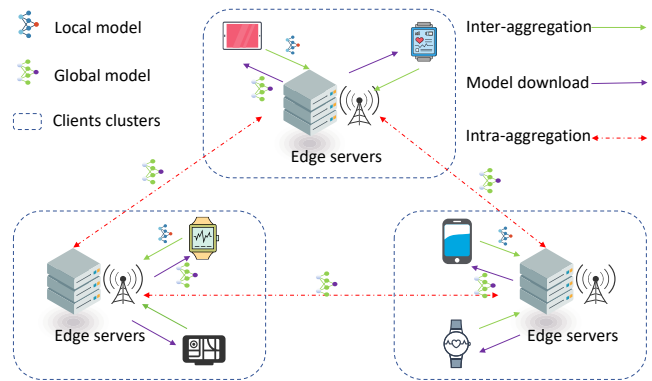 Local model
Global model
Clients clusters
Inter-aggregation
Model download
Intra-aggregation
Edge servers
Edge servers
Edge servers